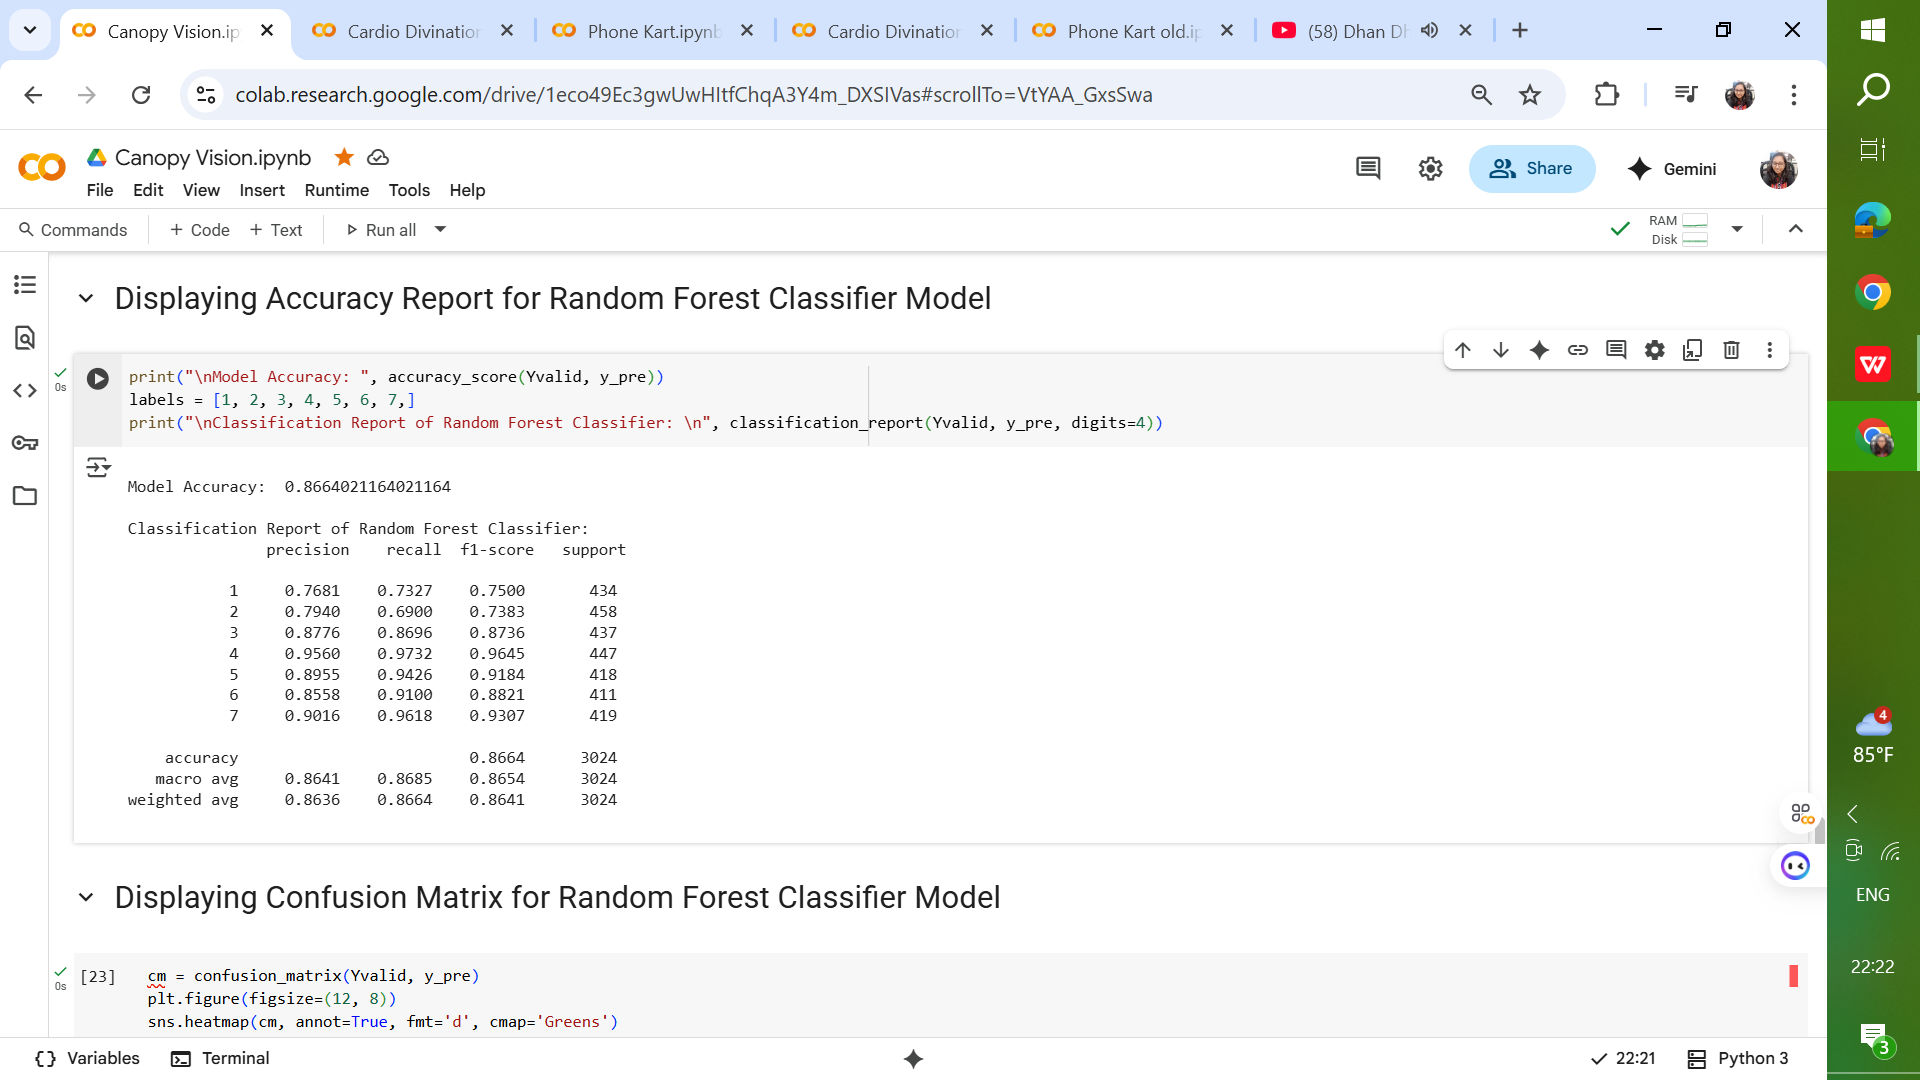 Canopy Vision.ip
Cardio Divination
Phone Kart.ipynb
Cardio Divination
Phone Kart old.ip
(58) Dhan Dh
colab.research.google.com/drive/1eco49Ec3gwUwHItfChqA3Y4m_DXSIVas#scrollTo=VtYAA_GxsSwa
Canopy Vision.ipynb
File Edit View Insert Runtime Tools Help
Share
Gemini
Commands + Code + Text Run all
RAM
Disk
Displaying Accuracy Report for Random Forest Classifier Model
0s
print("\nModel Accuracy: ", accuracy_score(Yvalid, y_pre))
labels = [1, 2, 3, 4, 5, 6, 7,]
print("\nClassification Report of Random Forest Classifier: \n", classification_report(Yvalid, y_pre, digits=4))
Model Accuracy:  0.8664021164021164
Classification Report of Random Forest Classifier:
precision recall f1-score support
1 0.7681 0.7327 0.7500 434
2 0.7940 0.6900 0.7383 458
3 0.8776 0.8696 0.8736 437
4 0.9560 0.9732 0.9645 447
5 0.8955 0.9426 0.9184 418
6 0.8558 0.9100 0.8821 411
7 0.9016 0.9618 0.9307 419
accuracy 0.8664 3024
macro avg 0.8641 0.8685 0.8654 3024
weighted avg 0.8636 0.8664 0.8641 3024
Displaying Confusion Matrix for Random Forest Classifier Model
0s
[23] cm = confusion_matrix(Yvalid, y_pre)
plt.figure(figsize=(12, 8))
sns.heatmap(cm, annot=True, fmt='d', cmap='Greens')
Variables Terminal
22:21 Python 3
4
85°F
ENG
22:22
3